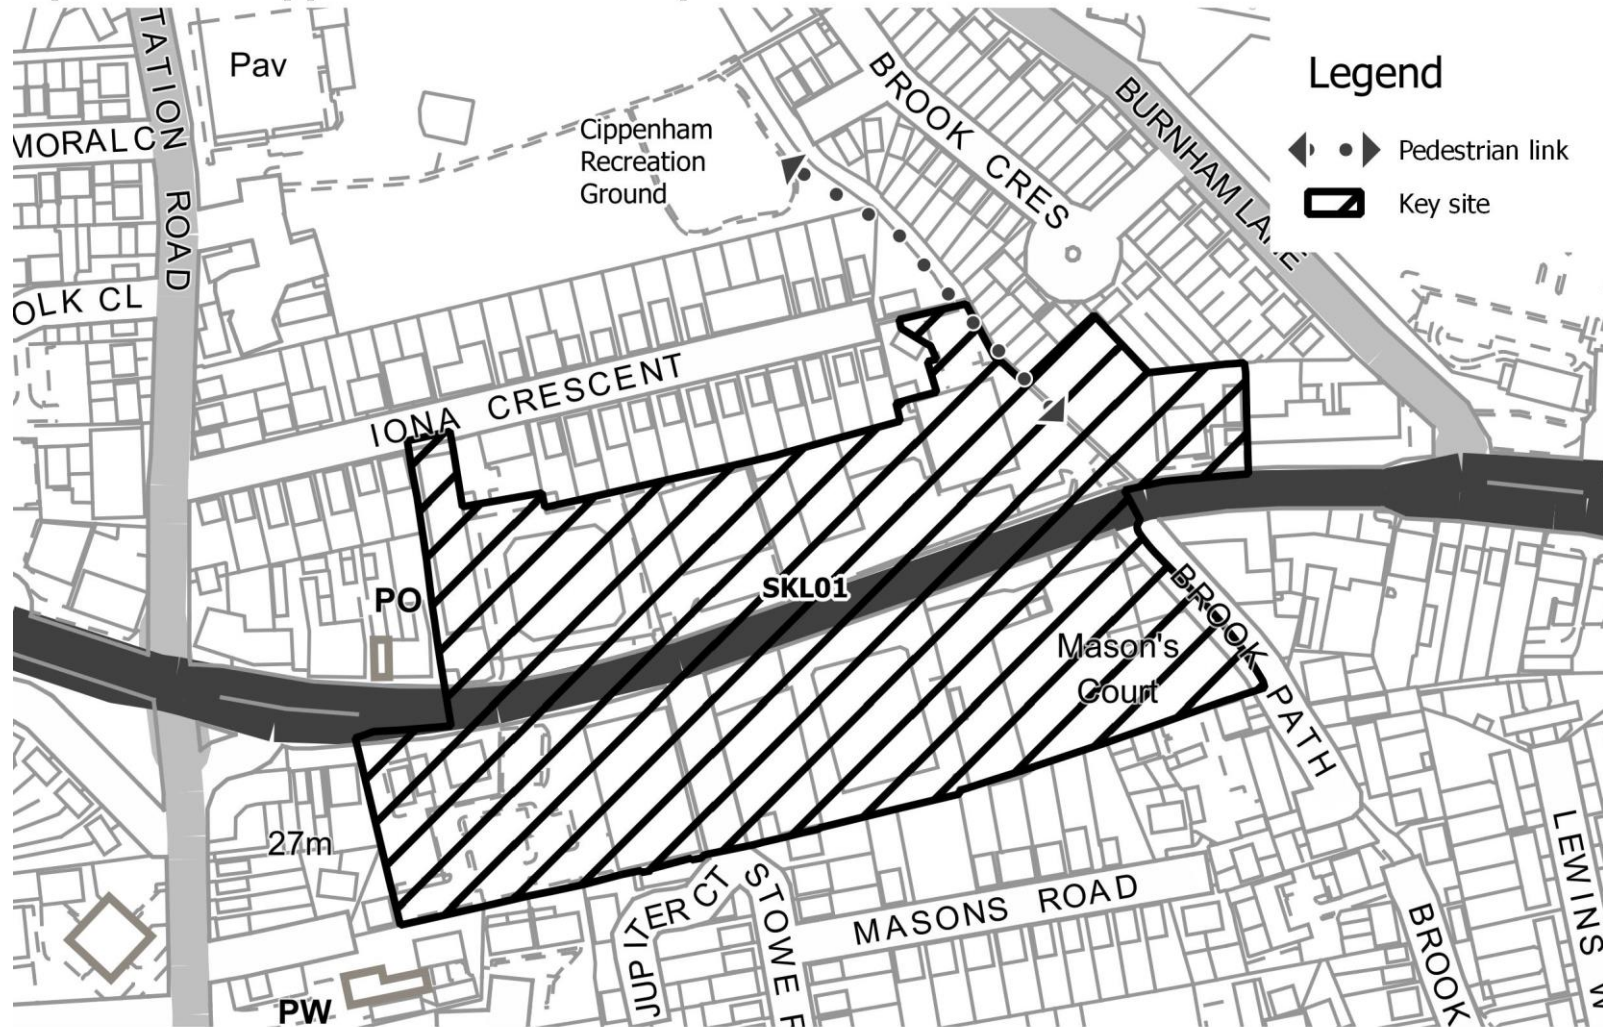 Pav
TATION ROAD
MORAL C
OLK CL
Cippenham
Recreation
Ground
BROOK CRES
BURNHAM LANE
Legend
Pedestrian link
Key site
IONA CRESCENT
PO
SKL01
Mason's
Court
BROOK PATH
27m
JUPITER CT
STOWE R
MASONS ROAD
BROOK
LEWINS W
PW